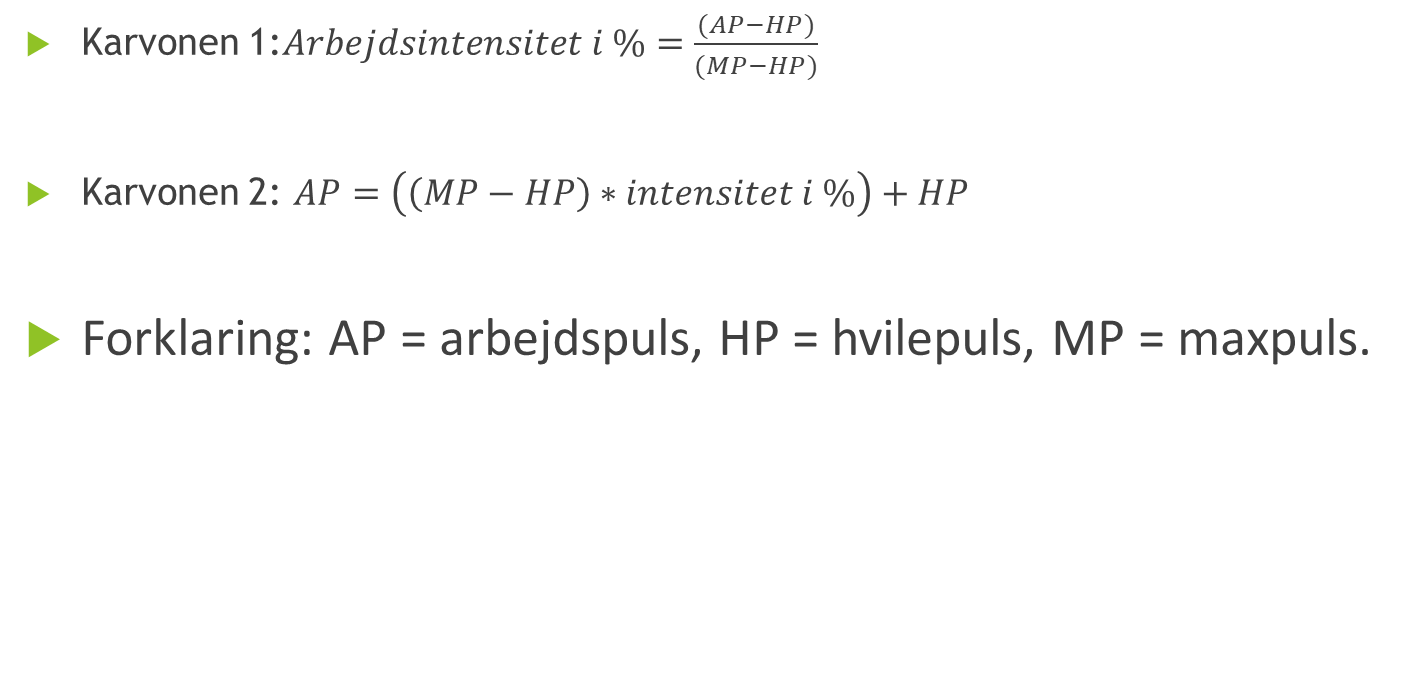 Karvonen 1: Arbejdsintensitet i % = (AP−HP)/(MP−HP)
Karvonen 2: AP = ((MP − HP) ∗ intensitet i %) + HP
Forklaring: AP = arbejdspuls, HP = hvilepuls, MP = maxpuls.